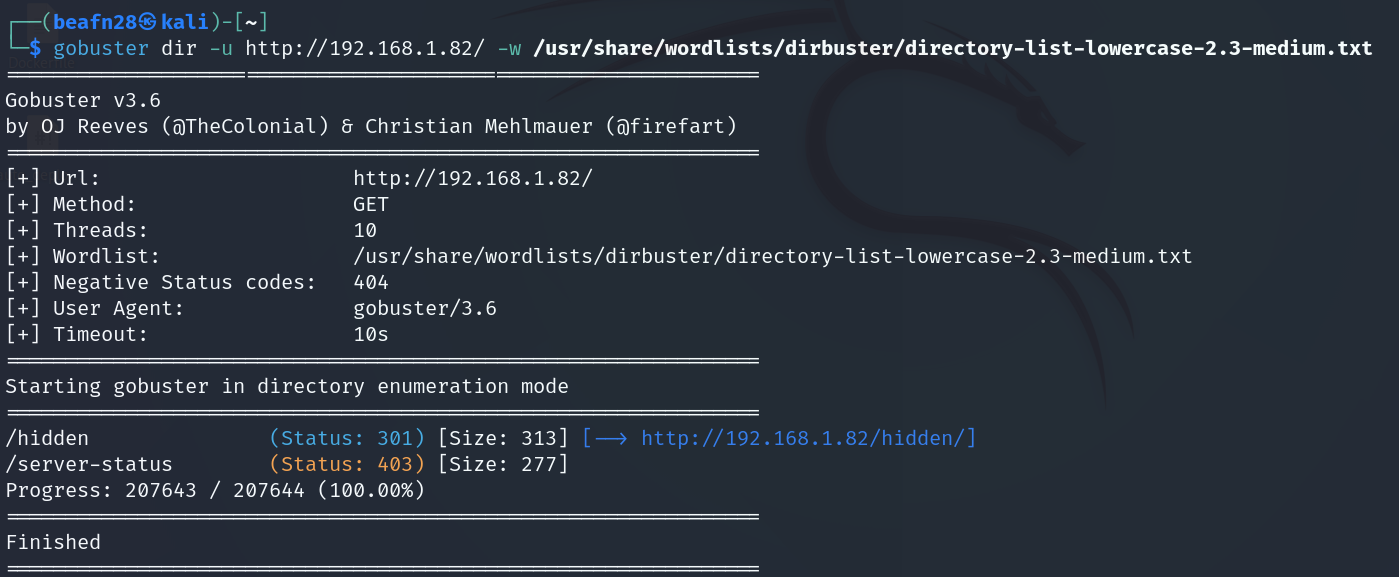 ┌──(beafn28㉿kali)-[~]
└─$ gobuster dir -u http://192.168.1.82/ -w /usr/share/wordlists/dirbuster/directory-list-lowercase-2.3-medium.txt
===============================================================
Gobuster v3.6
by OJ Reeves (@TheColonial) & Christian Mehlmauer (@firefart)
===============================================================
[+] Url:                     http://192.168.1.82/
[+] Method:                  GET
[+] Threads:                 10
[+] Wordlist:                /usr/share/wordlists/dirbuster/directory-list-lowercase-2.3-medium.txt
[+] Negative Status codes:   404
[+] User Agent:              gobuster/3.6
[+] Timeout:                 10s
===============================================================
Starting gobuster in directory enumeration mode
===============================================================
/hidden               (Status: 301) [Size: 313] [--> http://192.168.1.82/hidden/]
/server-status        (Status: 403) [Size: 277]
Progress: 207643 / 207644 (100.00%)
===============================================================
Finished
===============================================================